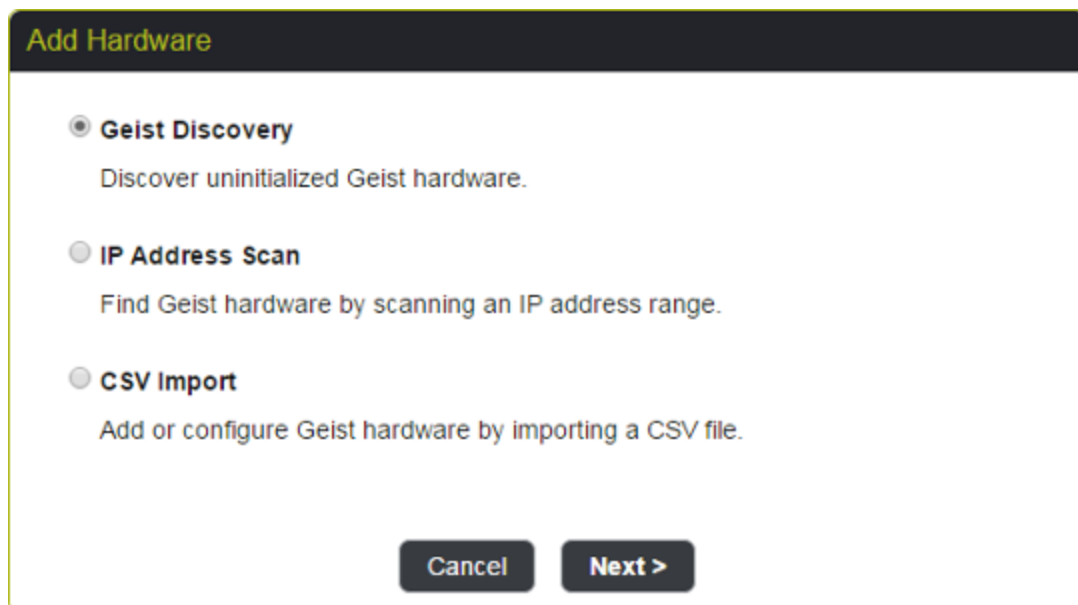 Add Hardware
Geist Discovery
Discover uninitialized Geist hardware.
IP Address Scan
Find Geist hardware by scanning an IP address range.
CSV Import
Add or configure Geist hardware by importing a CSV file.
Cancel Next >